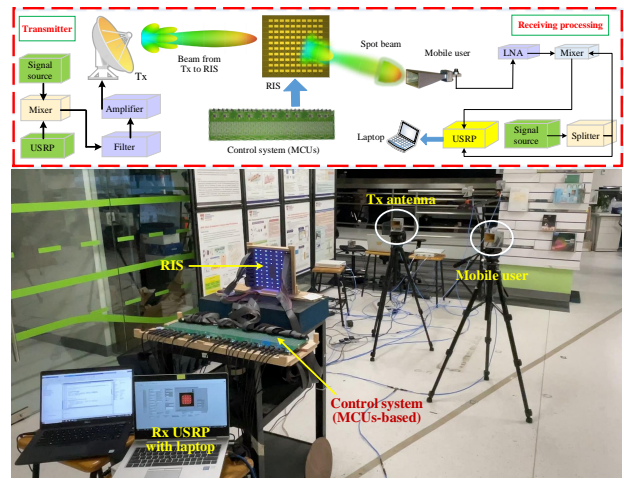 Transmitter
Signal
source
Mixer
USRP
Tx
Amplifier
Filter
Beam from
Tx to RIS
RIS
Control system (MCUs)
Spot beam
Mobile user
Receiving processing
LNA
Mixer
Laptop
USRP
Signal
source
Splitter
Tx antenna
RIS
Mobile user
Control system
(MCUs-based)
Rx USRP
with laptop